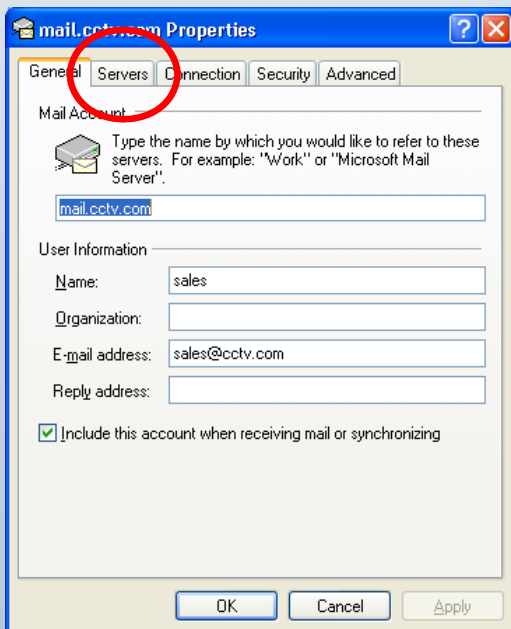 mail.cctv.com Properties
General Servers Connection Security Advanced
Mail Account
Type the name by which you would like to refer to these
servers. For example: "Work" or "Microsoft Mail
Server".
mail.cctv.com
User Information
Name: sales
Organization:
E-mail address: sales@cctv.com
Reply address:
Include this account when receiving mail or synchronizing
OK Cancel Apply